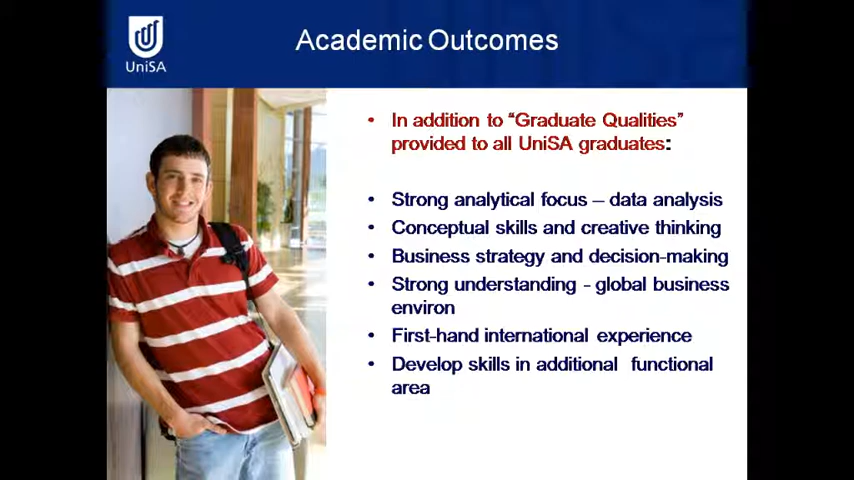 UniSA
Academic Outcomes
• In addition to “Graduate Qualities”
provided to all UniSA graduates:
• Strong analytical focus – data analysis
• Conceptual skills and creative thinking
• Business strategy and decision-making
• Strong understanding - global business
environ
• First-hand international experience
• Develop skills in additional functional
area